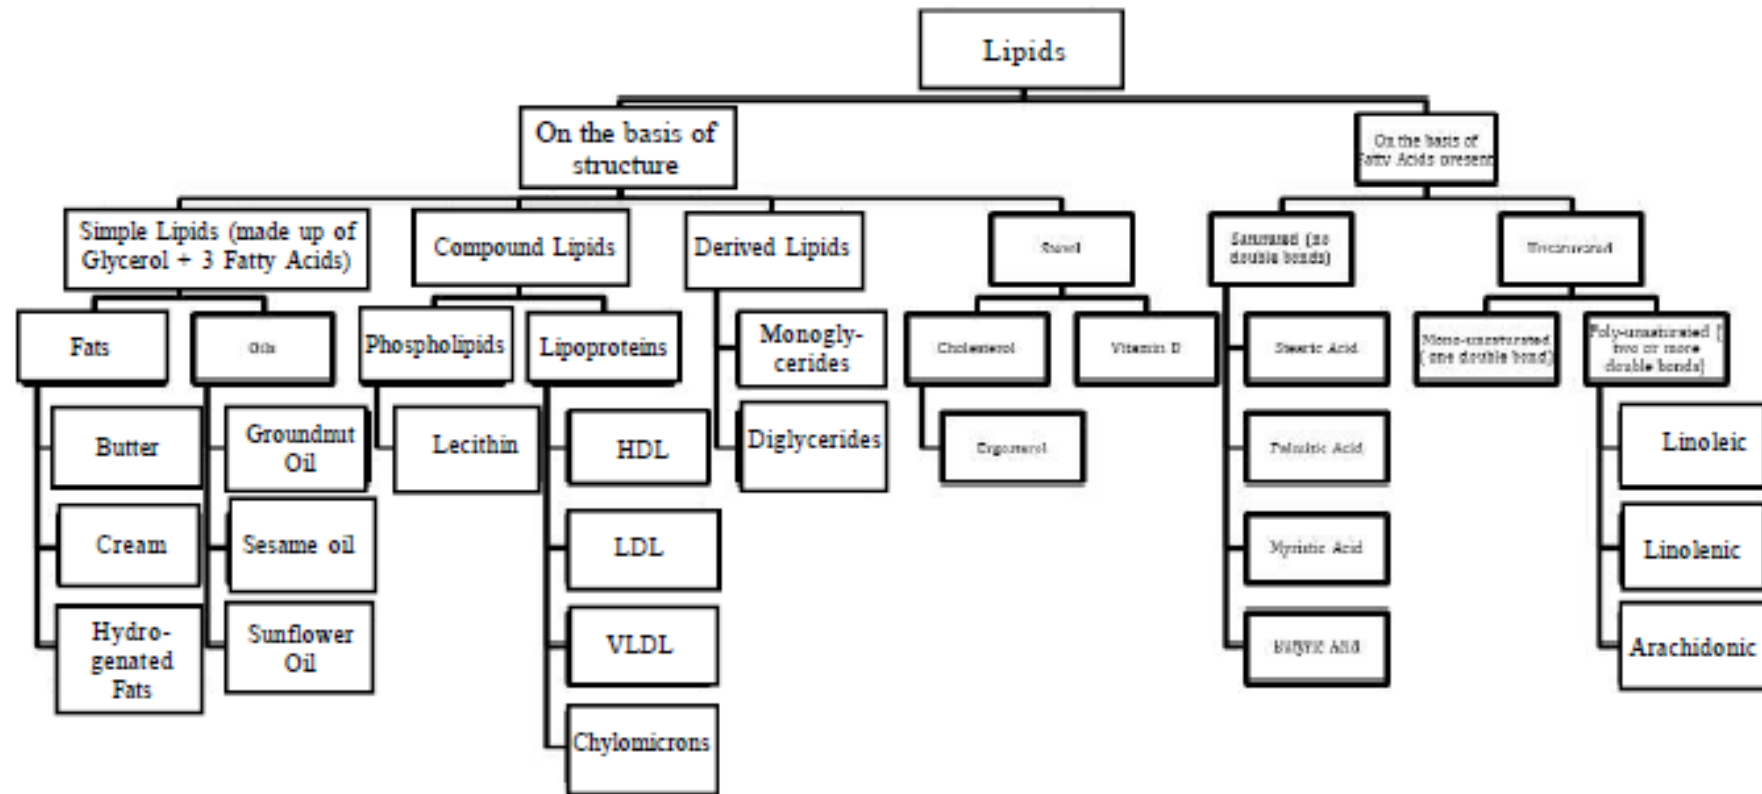 Lipids
On the basis of
structure
On the basis of
Fatty Acids present
Simple Lipids (made up of
Glycerol + 3 Fatty Acids)
Compound Lipids
Derived Lipids
Sterol
Saturated (no
double bonds)
Unsaturated
Fats
Oils
Phospholipids
Lipoproteins
Monogly-
cerides
Cholesterol
Vitamin D
Stearic Acid
Mono-unsaturated
( one double bond)
Poly-unsaturated (
two or more
double bonds)
Butter
Groundnut
Oil
Lecithin
HDL
Diglycerides
Ergosterol
Palmitic Acid
Linoleic
Cream
Sesame oil
LDL
Myristic Acid
Linolenic
Hydro-
genated
Fats
Sunflower
Oil
VLDL
Butyric Acid
Arachidonic
Chylomicrons